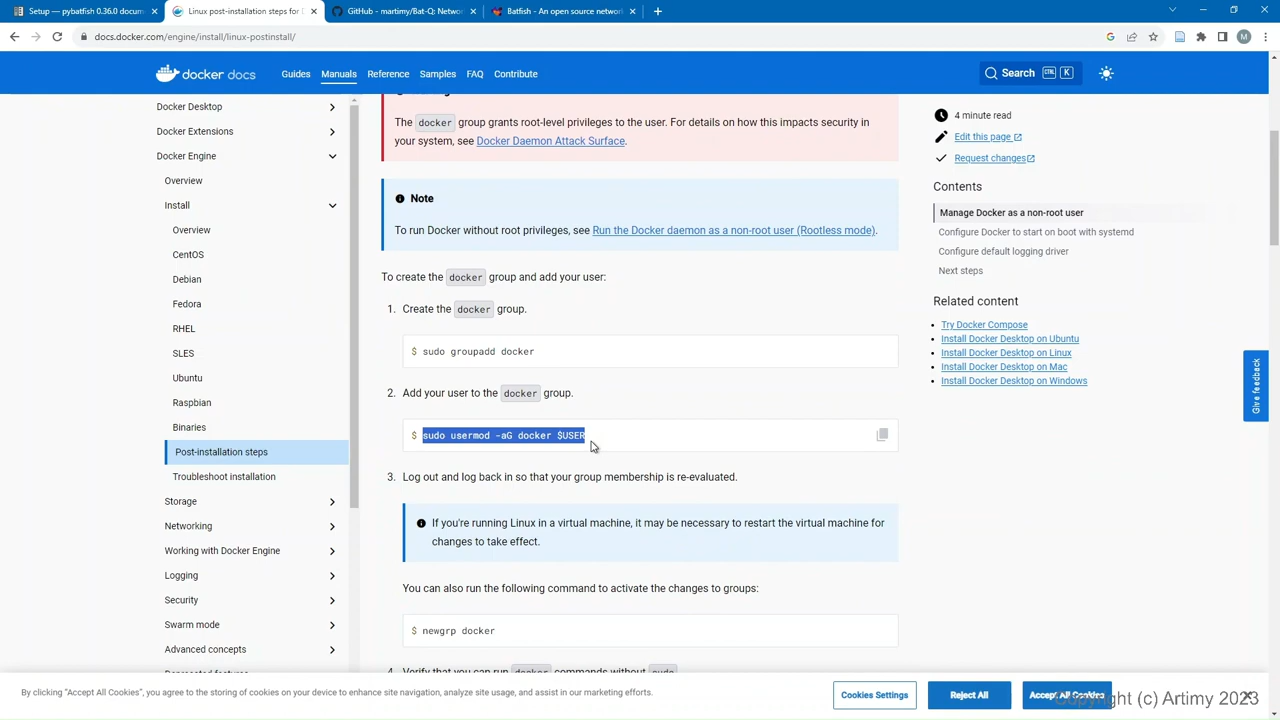 Setup — pybatfish 0.36.0 docum
Linux post-installation steps for D
GitHub - martimy/Bat-Q: Networ
Batfish - An open source network
docs.docker.com/engine/install/linux-postinstall/
M
docker docs
Guides
Manuals
Reference
Samples
FAQ
Contribute
Search
CTRL
K
Docker Desktop
Docker Extensions
Docker Engine
Overview
Install
Overview
CentOS
Debian
Fedora
RHEL
SLES
Ubuntu
Raspbian
Binaries
Post-installation steps
Troubleshoot installation
Storage
Networking
Working with Docker Engine
Logging
Security
Swarm mode
Advanced concepts
The docker group grants root-level privileges to the user. For details on how this impacts security in
your system, see Docker Daemon Attack Surface.
Note
To run Docker without root privileges, see Run the Docker daemon as a non-root user (Rootless mode).
To create the docker group and add your user:
1. Create the docker group.
$ sudo groupadd docker
2. Add your user to the docker group.
$ sudo usermod -aG docker $USER
3. Log out and log back in so that your group membership is re-evaluated.
If you're running Linux in a virtual machine, it may be necessary to restart the virtual machine for
changes to take effect.
You can also run the following command to activate the changes to groups:
$ newgrp docker
4. Verify that you can run docker commands without sudo
4 minute read
Edit this page
Request changes
Contents
Manage Docker as a non-root user
Configure Docker to start on boot with systemd
Configure default logging driver
Next steps
Related content
Try Docker Compose
Install Docker Desktop on Ubuntu
Install Docker Desktop on Linux
Install Docker Desktop on Mac
Install Docker Desktop on Windows
Give feedback
By clicking "Accept All Cookies", you agree to the storing of cookies on your device to enhance site navigation, analyze site usage, and assist in our marketing efforts.
Cookies Settings
Reject All
Accept All Cookies
Copyright (c) Artimy 2023